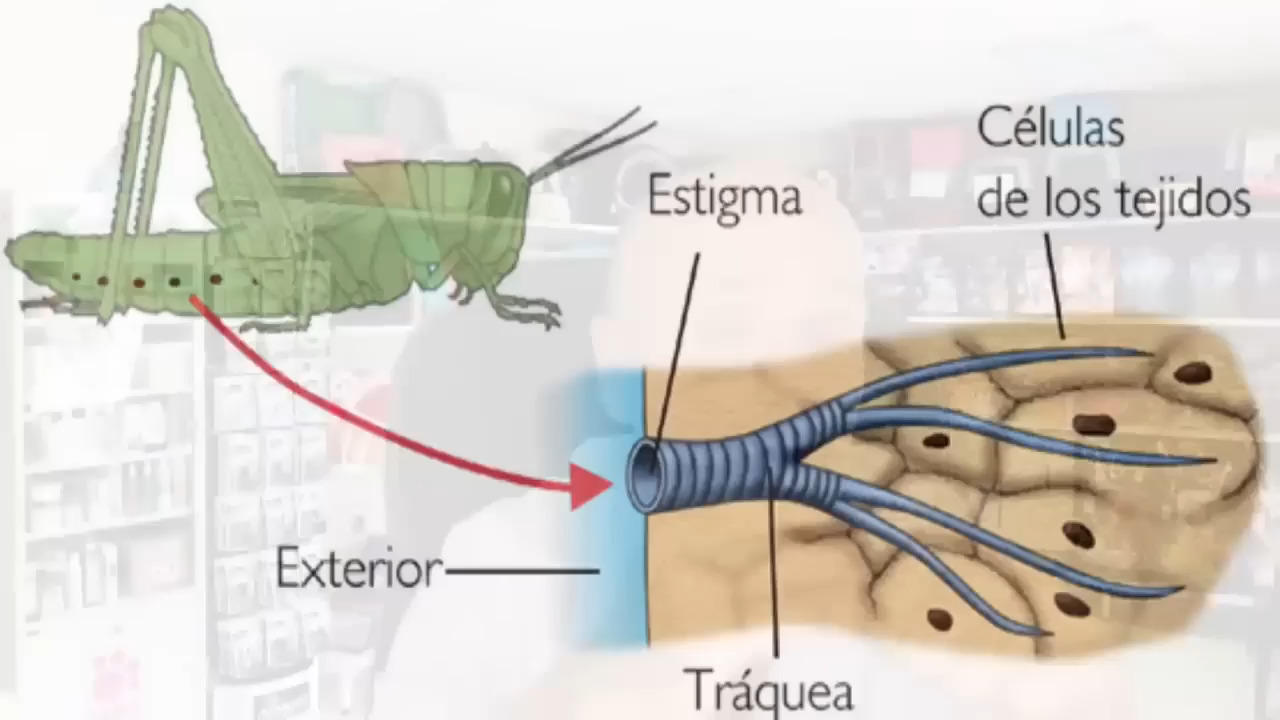 Estigma
Células
de los tejidos
Exterior
Tráquea